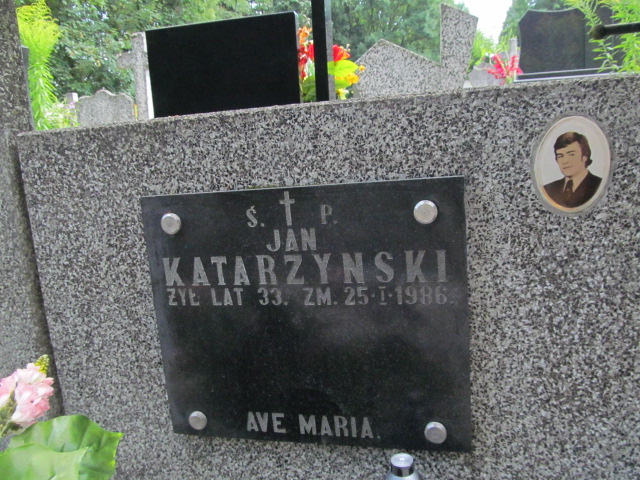 Ś. † P.
JAN
KATARZYNSKI
ŻYŁ LAT 33. ZM. 25·I·1986.
AVE MARIA.